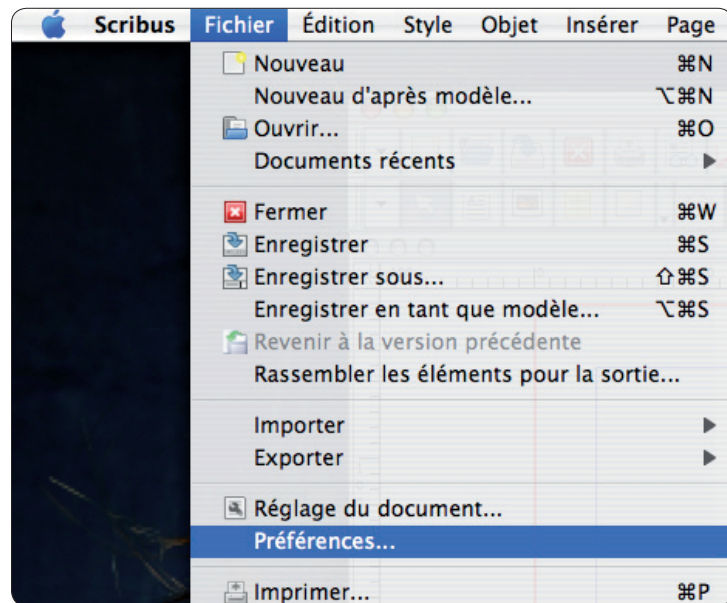 Scribus Fichier Édition Style Objet Insérer Page
Nouveau ⌘N
Nouveau d'après modèle... ⌥⌘N
Ouvrir... ⌘O
Documents récents ▶
Fermer ⌘W
Enregistrer ⌘S
Enregistrer sous... ⇧⌘S
Enregistrer en tant que modèle... ⌥⌘S
Revenir à la version précédente
Rassembler les éléments pour la sortie...
Importer ▶
Exporter ▶
Réglage du document...
Préférences...
Imprimer... ⌘P